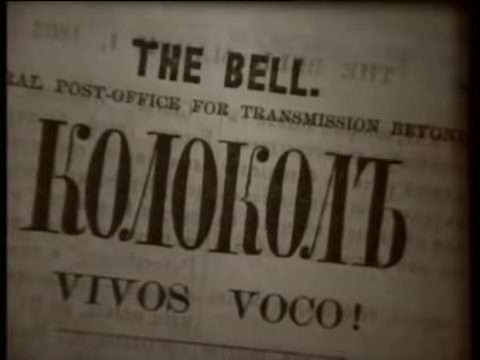 THE BELL.
RAL POST-OFFICE FOR TRANSMISSION BEYOND
КОЛОКОЛЪ
VIVOS VOCO!